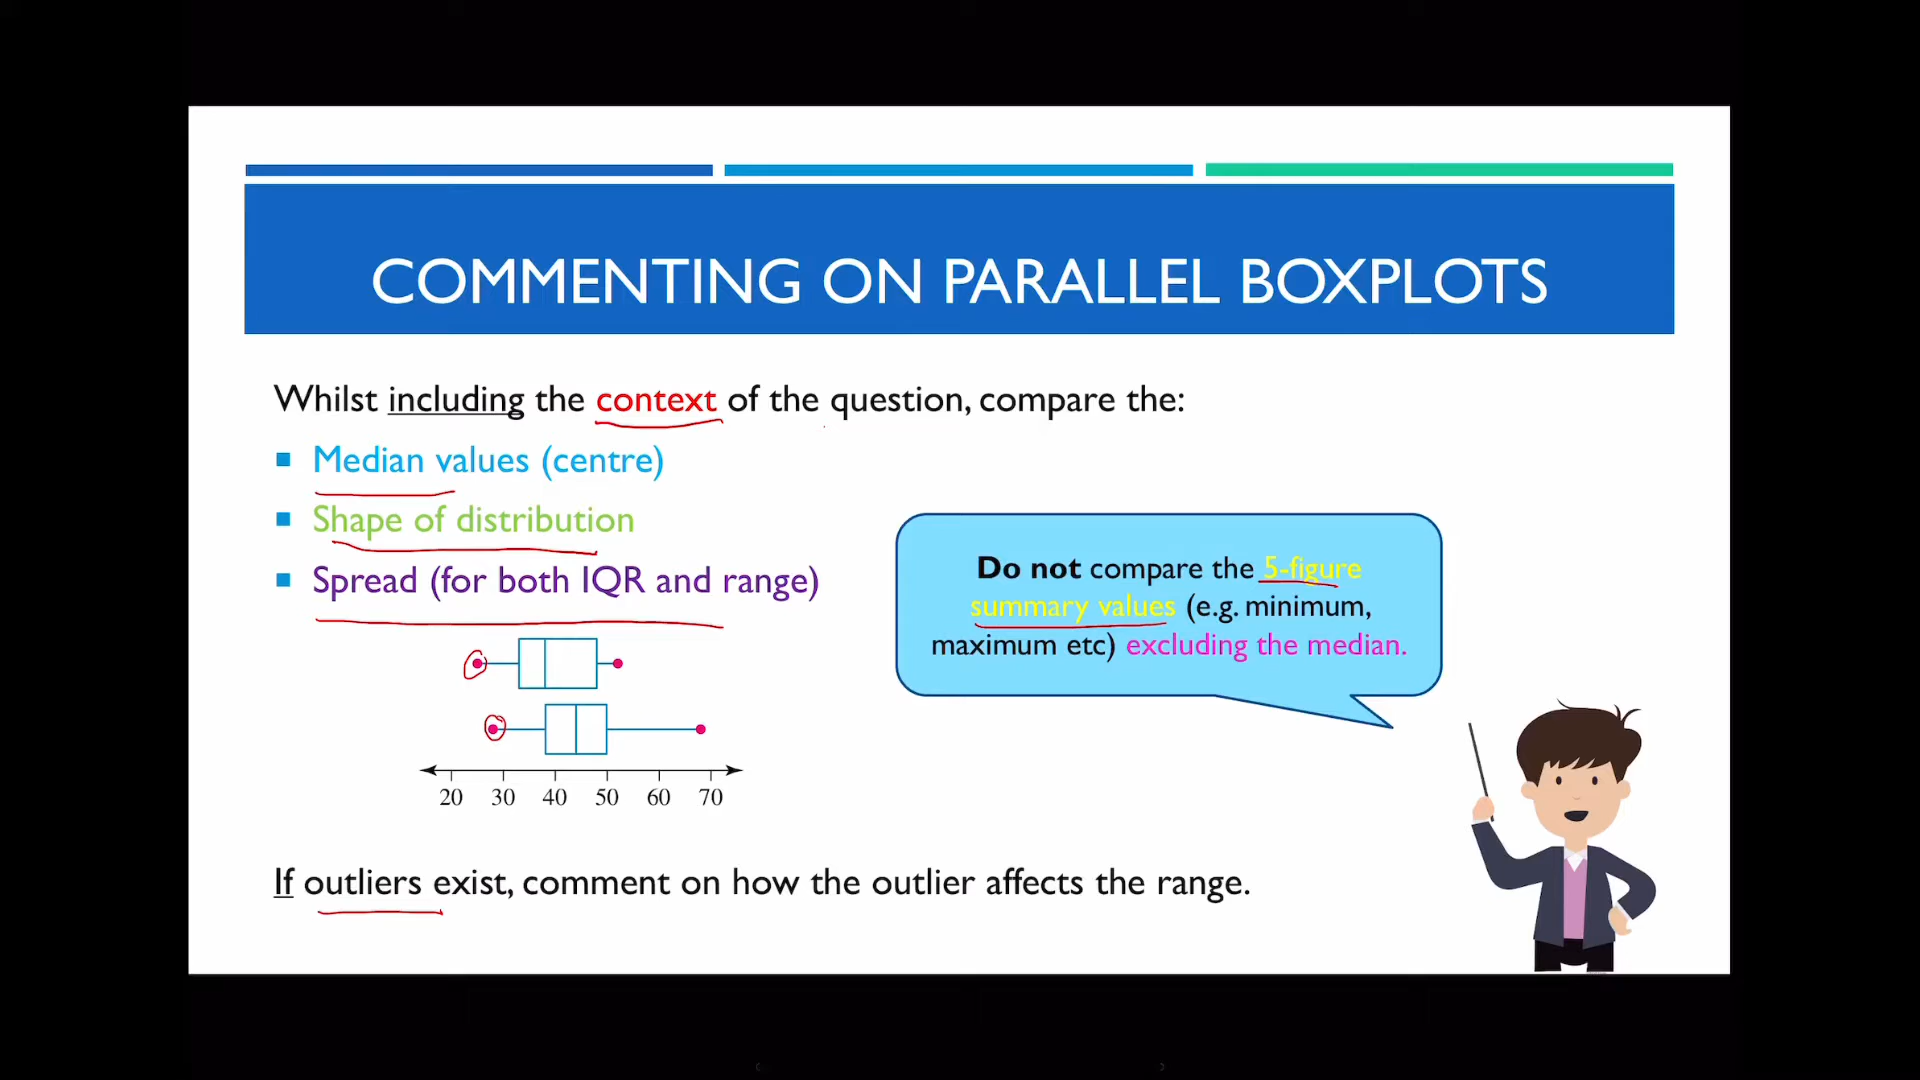 COMMENTING ON PARALLEL BOXPLOTS
Whilst including the context of the question, compare the:
Median values (centre)
Shape of distribution
Spread (for both IQR and range)
Do not compare the 5-figure
summary values (e.g. minimum,
maximum etc) excluding the median.
20 30 40 50 60 70
If outliers exist, comment on how the outlier affects the range.